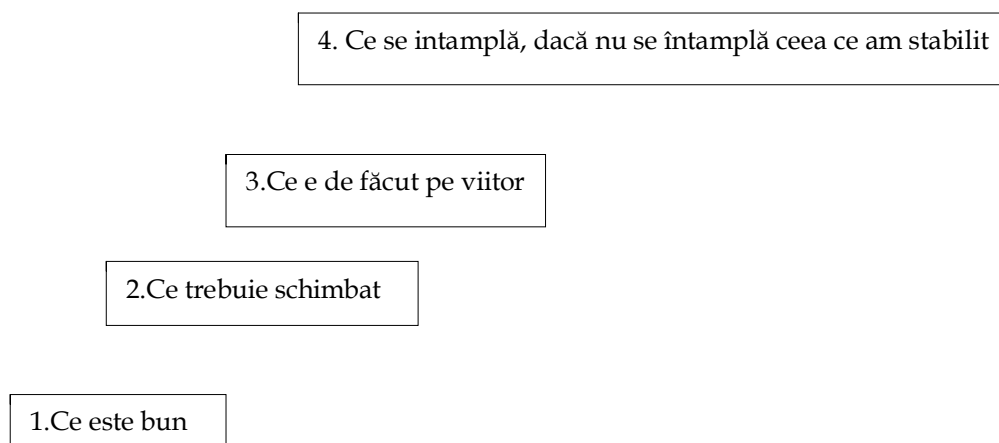 4. Ce se intamplă, dacă nu se întamplă ceea ce am stabilit
3.Ce e de făcut pe viitor
2.Ce trebuie schimbat
1.Ce este bun